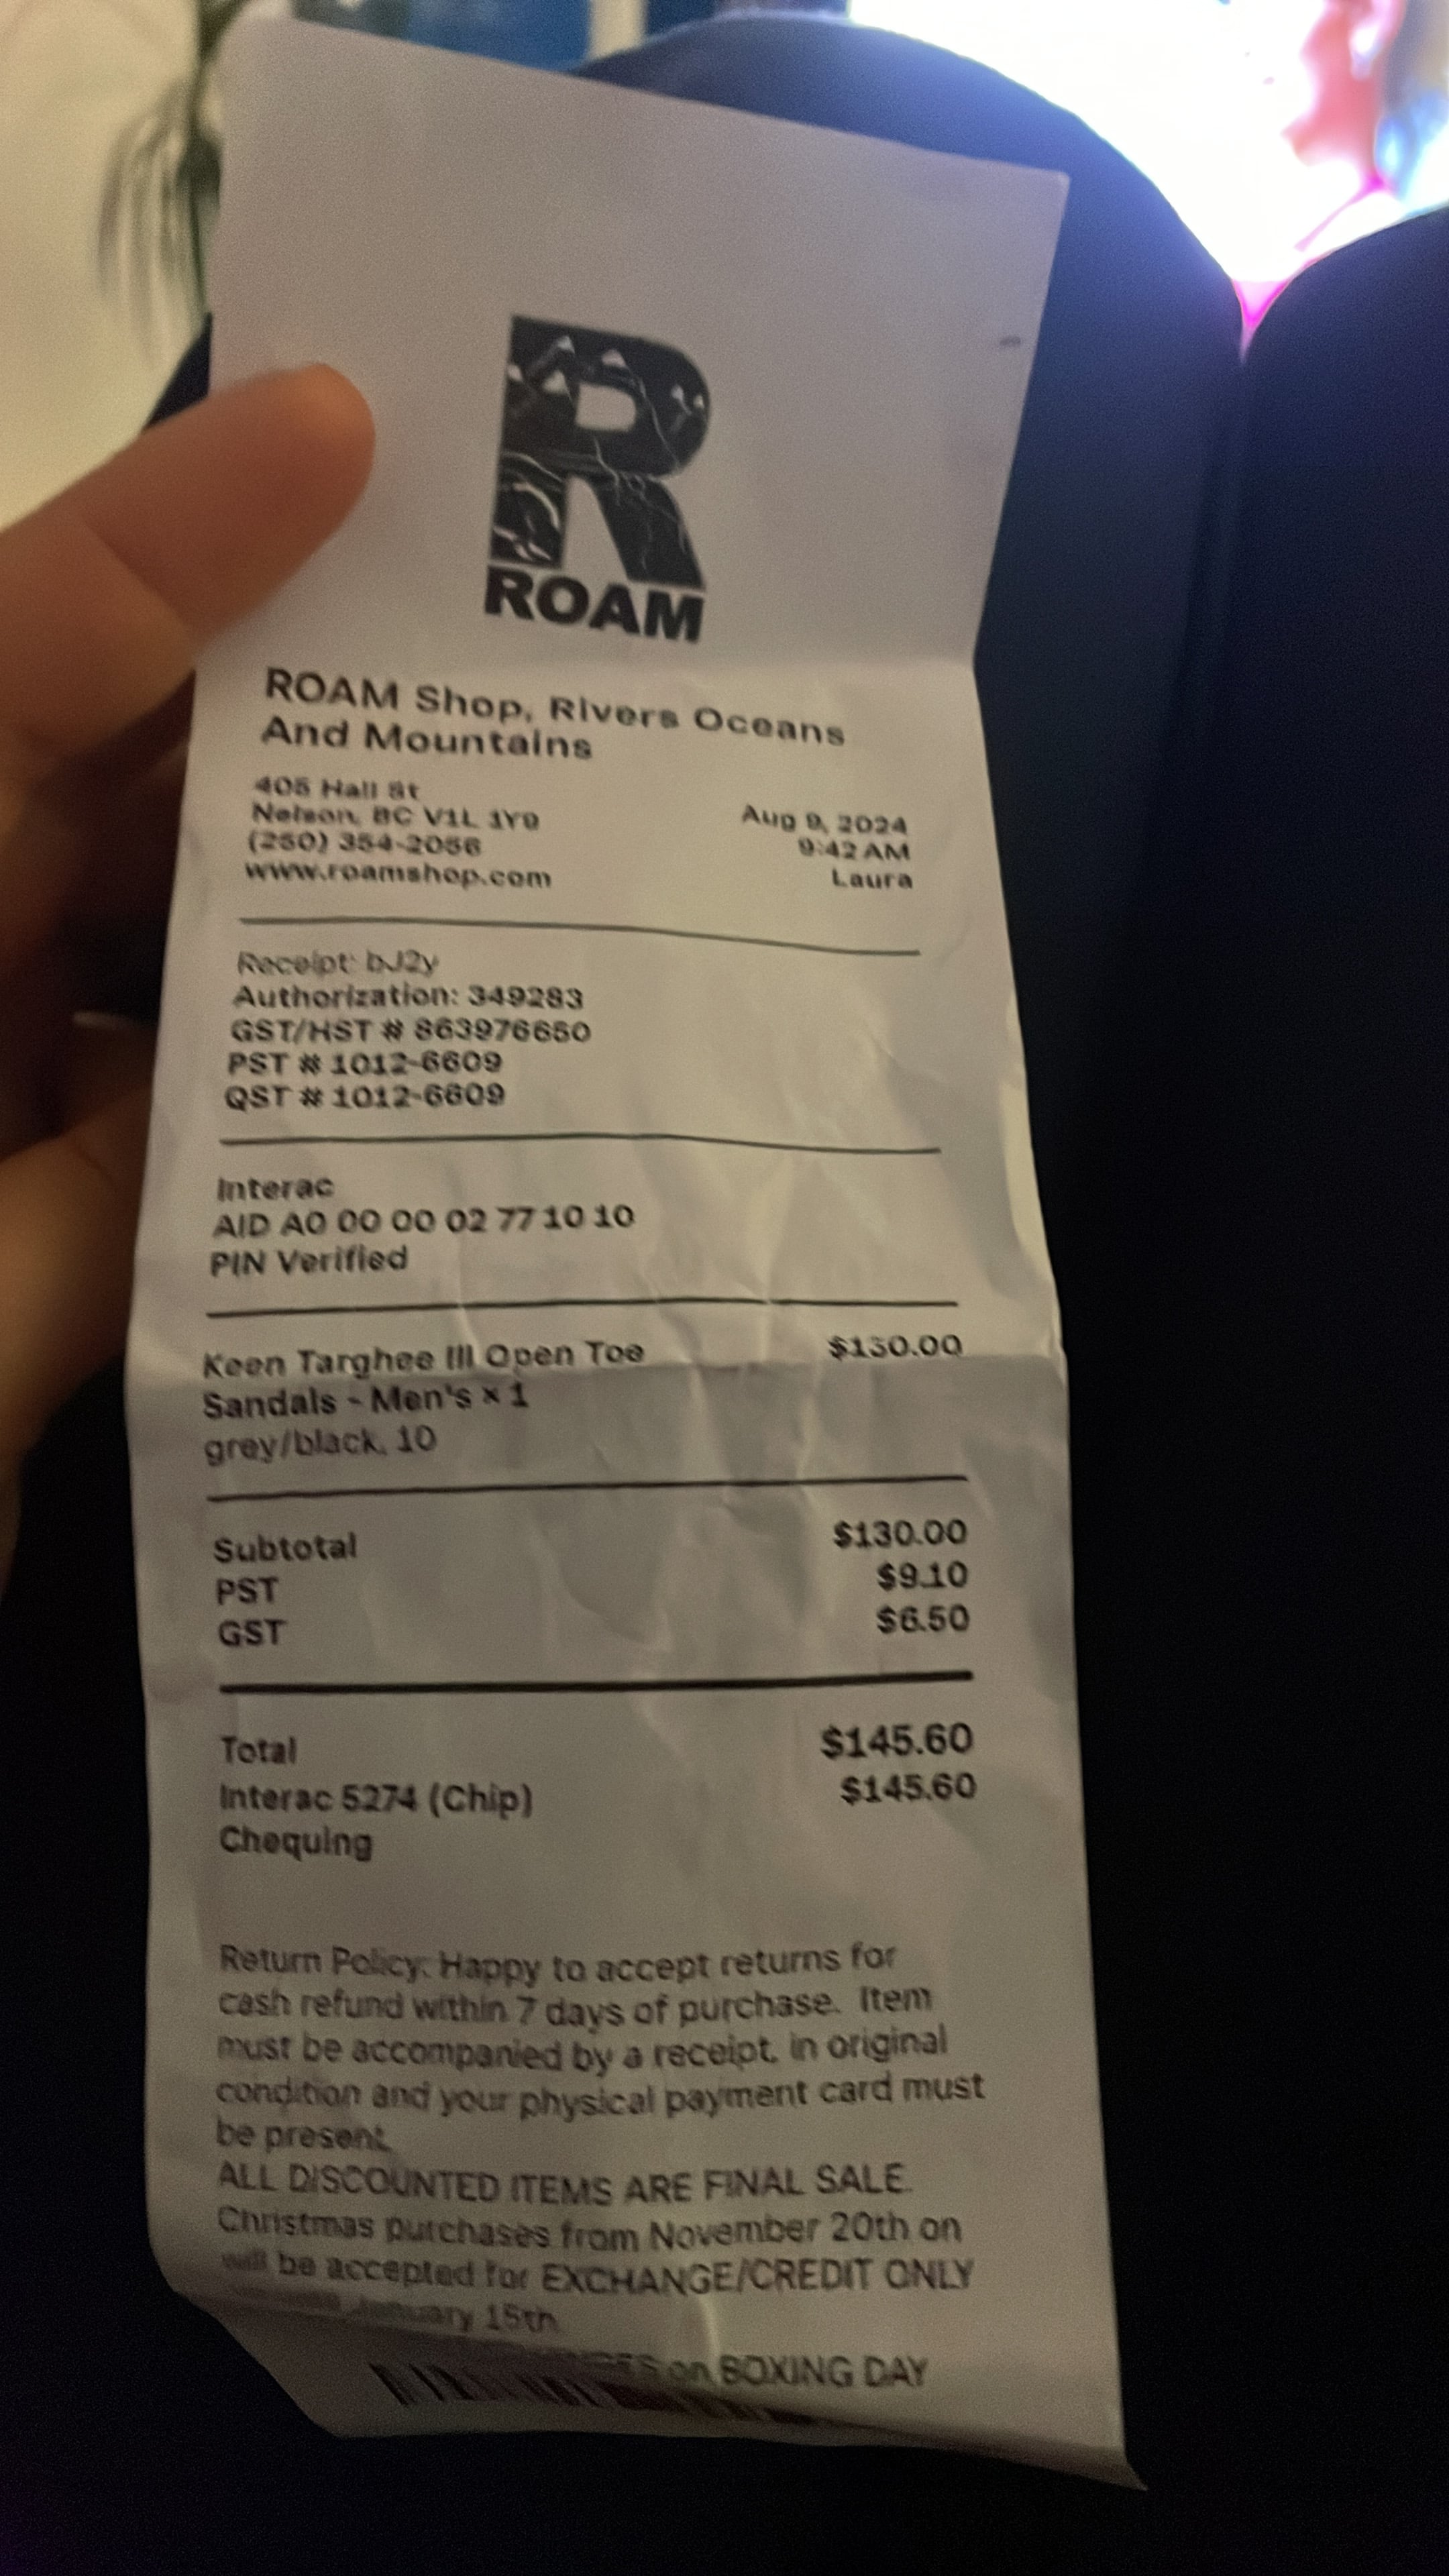 R
ROAM
ROAM Shop, Rivers Oceans
And Mountains
405 Hall St
Nelson, BC V1L 1Y9
(250) 354-2056
www.roamshop.com
Aug 9, 2024
9:42 AM
Laura
Receipt: bJ2y
Authorization: 349283
GST/HST # 863976650
PST # 1012-6609
QST # 1012-6609
Interac
AID A0 00 00 02 77 10 10
PIN Verified
Keen Targhee III Open Toe $130.00
Sandals - Men's × 1
grey/black, 10
Subtotal $130.00
PST $9.10
GST $6.50
Total $145.60
Interac 5274 (Chip) $145.60
Chequing
Return Policy: Happy to accept returns for
cash refund within 7 days of purchase. Item
must be accompanied by a receipt, in original
condition and your physical payment card must
be present.
ALL DISCOUNTED ITEMS ARE FINAL SALE.
Christmas purchases from November 20th on
will be accepted for EXCHANGE/CREDIT ONLY
January 15th
on BOXING DAY